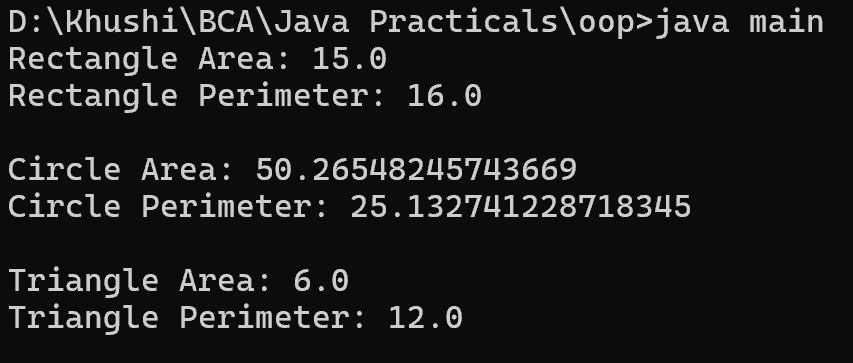 D:\Khushi\BCA\Java Practicals\oop>java main
Rectangle Area: 15.0
Rectangle Perimeter: 16.0
Circle Area: 50.26548245743669
Circle Perimeter: 25.132741228718345
Triangle Area: 6.0
Triangle Perimeter: 12.0